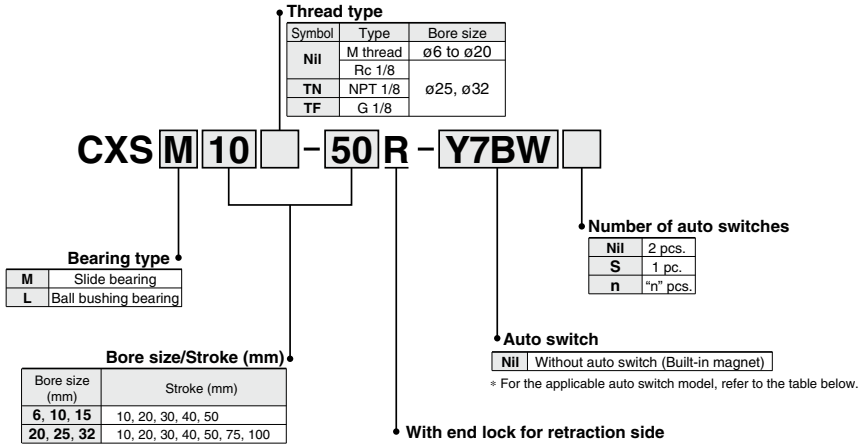 Thread type
Symbol Type Bore size
Nil M thread ø6 to ø20
Rc 1/8 ø25, ø32
TN NPT 1/8
TF G 1/8
CXS M 10 - 50 R - Y7BW
Number of auto switches
Nil 2 pcs.
S 1 pc.
n “n” pcs.
Bearing type
M Slide bearing
L Ball bushing bearing
Auto switch
Nil Without auto switch (Built-in magnet)
* For the applicable auto switch model, refer to the table below.
Bore size/Stroke (mm)
Bore size (mm) Stroke (mm)
6, 10, 15 10, 20, 30, 40, 50
20, 25, 32 10, 20, 30, 40, 50, 75, 100
With end lock for retraction side